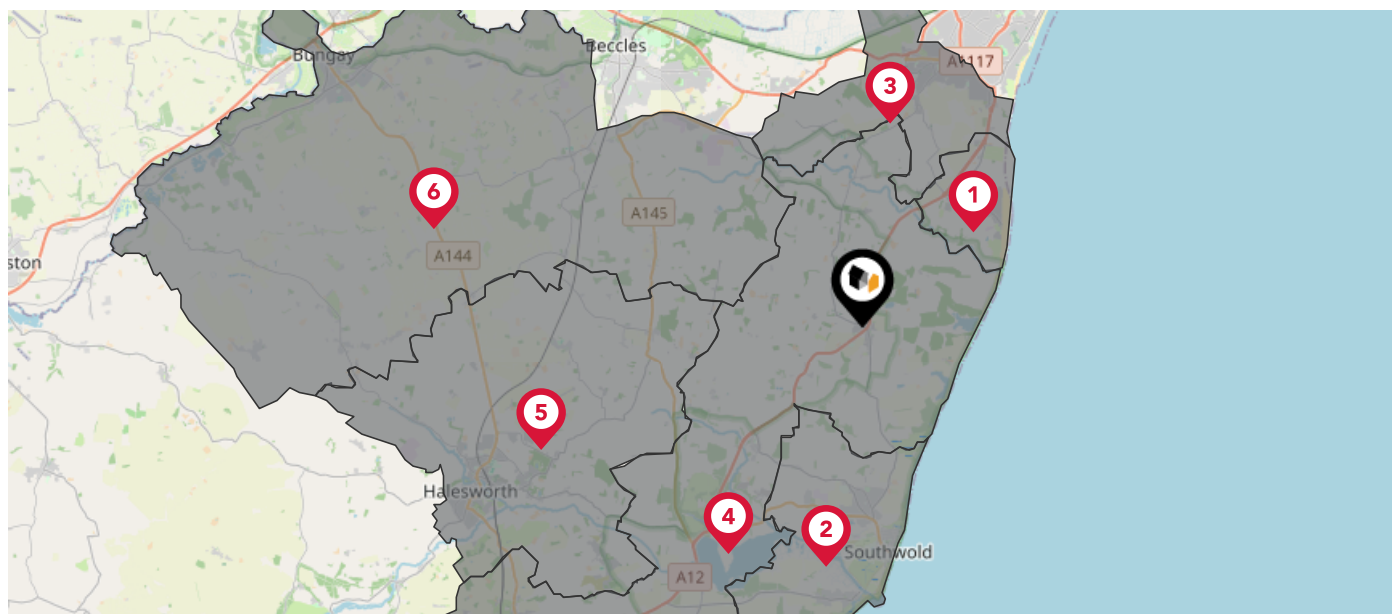 Beccles
Bungay
A1117
3
6
1
A145
A144
ston
5
Halesworth
4
2
Southwold
A12